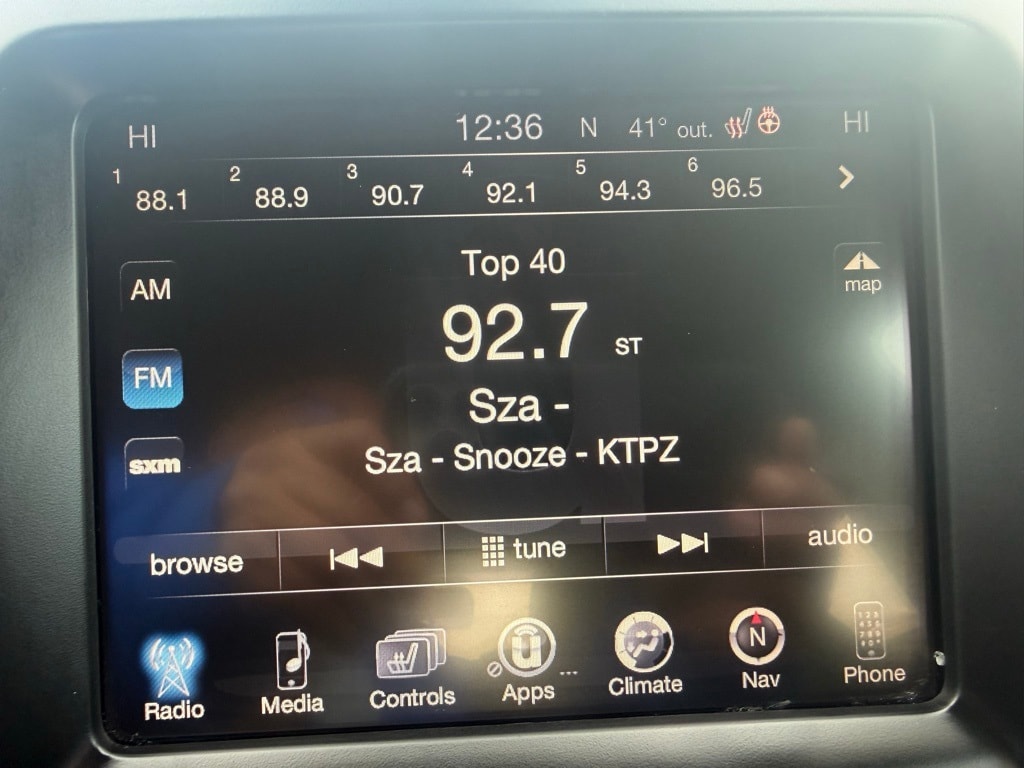 HI 12:36 N 41° out. HI
1 88.1 2 88.9 3 90.7 4 92.1 5 94.3 6 96.5
Top 40
map
AM
92.7 ST
FM
Sza -
Sza - Snooze - KTPZ
sxm
browse tune audio
Radio Media Controls Apps ... Climate N Nav Phone